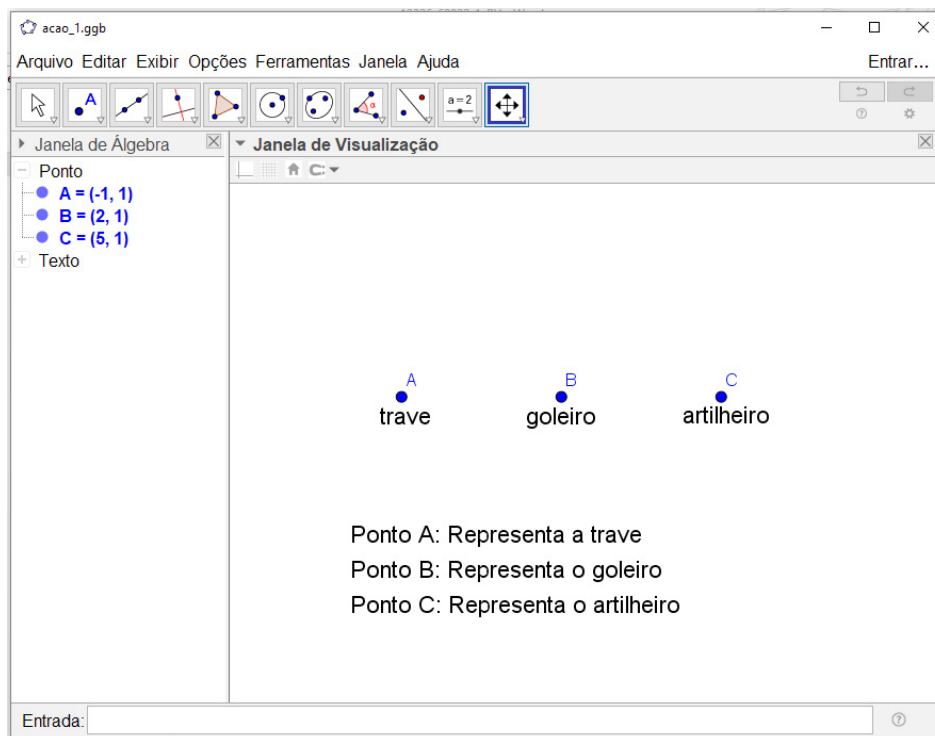 acao_1.ggb
Arquivo Editar Exibir Opções Ferramentas Janela Ajuda
Entrar...
A
α
a=2
Janela de Álgebra
Janela de Visualização
Ponto
A = (-1, 1)
B = (2, 1)
C = (5, 1)
Texto
A
B
C
trave
goleiro
artilheiro
Ponto A: Representa a trave
Ponto B: Representa o goleiro
Ponto C: Representa o artilheiro
Entrada: